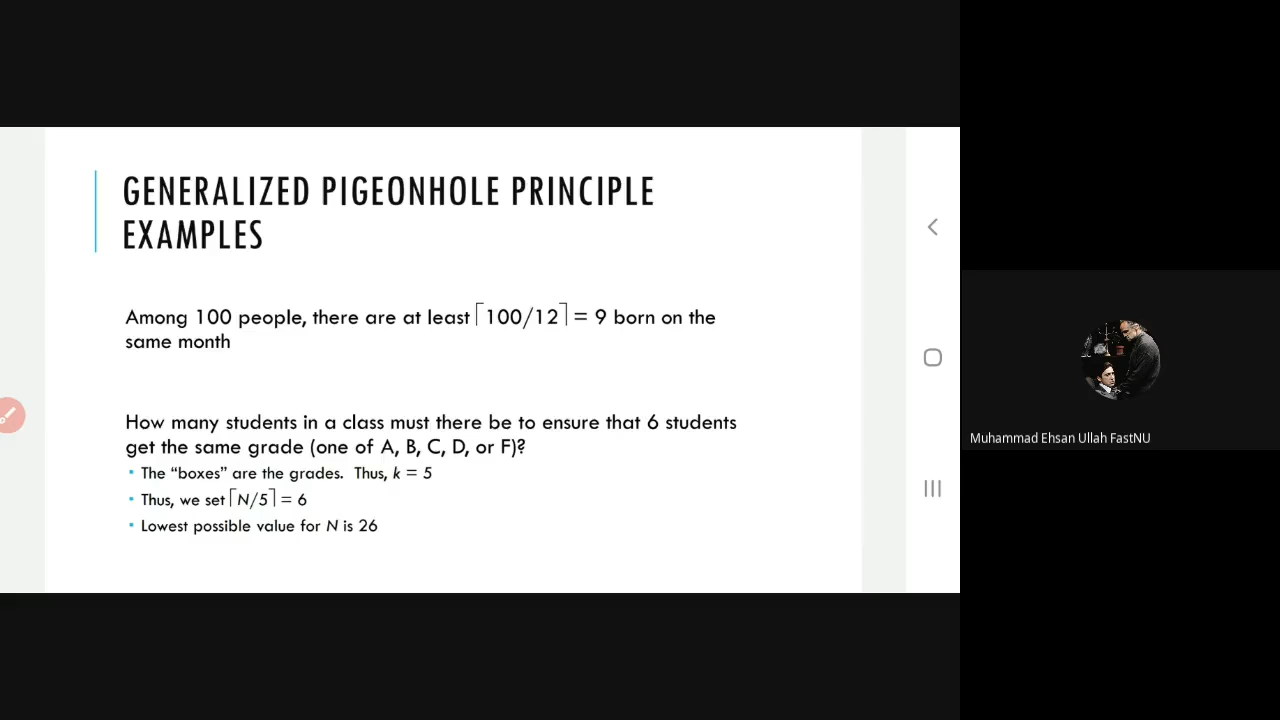 GENERALIZED PIGEONHOLE PRINCIPLE
EXAMPLES
Among 100 people, there are at least ⌈100/12⌉ = 9 born on the
same month
How many students in a class must there be to ensure that 6 students
get the same grade (one of A, B, C, D, or F)?
▪ The “boxes” are the grades. Thus, k = 5
▪ Thus, we set ⌈N/5⌉ = 6
▪ Lowest possible value for N is 26
Muhammad Ehsan Ullah FastNU